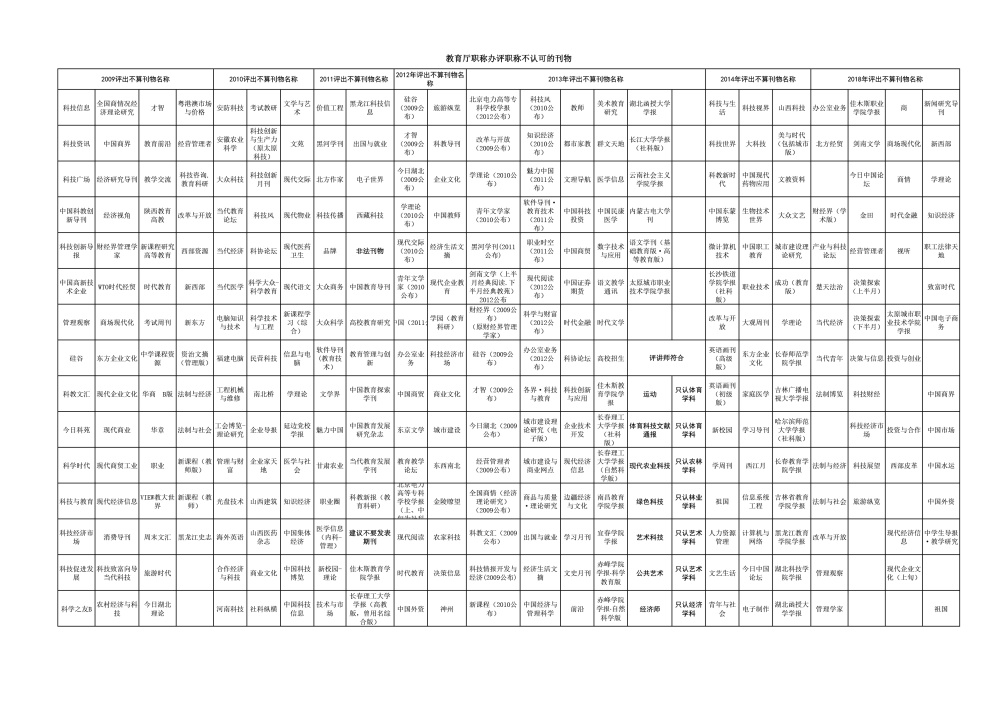 教育厅职称办评职称不认可的刊物
2009评出不算刊物名称 2010评出不算刊物名称 2011评出不算刊物名称 2012年评出不算刊物名称 2013年评出不算刊物名称 2014年评出不算刊物名称 2018年评出不算刊物名称
科技信息 全国商情况经济理论研究 才智 粤港澳市场与价格 安防科技 考试教研 文学与艺术 价值工程 黑龙江科技信息 硅谷（2009公布） 旅游纵览 北京电力高等专科学校学报（2012公布） 科技风（2010公布） 教师 美术教育研究 湖北函授大学学报 科技与生活 科技视界 山西科技 办公室业务 佳木斯职业学院学报 商 新闻研究导刊
科技资讯 中国商界 教育前沿 经营管理者 安徽农业科学 科技创新与生产力（原太原科技） 文苑 黑河学刊 出国与就业 才智（2009公布） 科教导刊 改革与开放（2009公布） 知识经济（2010公布） 都市家教 群文天地 长江大学学报（社科版） 科技世界 大科技 美与时代（包括城市版） 北方经贸 剑南文学 商场现代化 新西部
科技广场 经济研究导刊 教学交流 科技咨询.教育科研 大众科技 科技创新月刊 现代交际 北方作家 电子世界 今日湖北（2009公布） 企业文化 学理论（2010公布） 魅力中国（2011公布） 文理导航 医学信息 云南社会主义学院学报 科教新时代 中国现代药物应用 文教资料 今日中国论坛 商情 学理论
中国科教创新导刊 经济视角 陕西教育高教 改革与开放 当代教育论坛 科技风 现代物业 科技传播 西藏科技 学理论（2010公布） 中国教师 青年文学家（2010公布） 软件导刊·教育技术（2011公布） 中国科技投资 中国民康医学 内蒙古电大学刊 中国东蒙博览 生物技术世界 大众文艺 财经界（学术版） 金田 时代金融 知识经济
科技创新导报 财经界管理学家 新课程研究高等教育 西部资源 当代经济 科协论坛 现代医药卫生 品牌 非法刊物 现代交际（2010公布） 经济生活文摘 黑河学刊(2011公布) 职业时空（2011公布） 中国商贸 数字技术与应用 语文学刊（基础教育版·高等教育版） 微计算机技术 中国职工教育 城市建设理论研究 产业与科技论坛 经营管理者 视听 职工法律天地
中国高新技术企业 WTO时代经贸 时代教育 新西部 当代医学 科学大众-科学教育 现代语文 大众商务 中国教育导刊 青年文学家（2010公布） 现代企业教育 剑南文学（上半月经典阅读.下半月经典教苑）2012公布 现代阅读（2012公布） 中国证券期货 语文教学通讯 太原城市职业技术学院学报 长沙铁道学院学报（社科版） 职业技术 成功（教育版） 楚天法治 决策探索（上半月） 致富时代
管理观察 商场现代化 考试周刊 新东方 电脑知识与技术 科学技术与工程 新课程学习（综合） 大众科学 高校教育研究 中国（2011 学园（教育科研） 财经界（2009公布）（原财经界管理学家） 科学与财富（2012公布） 时代金融 时代文学 改革与开放 大观周刊 学理论 当代经济 决策探索（下半月） 太原城市职业技术学院学报 中国电子商务
硅谷 东方企业文化 中学课程资源 资治文摘（管理版） 福建电脑 民营科技 信息与电脑 软件导刊（教育技术） 教育管理与创新 办公室业务 科技经济市场 硅谷（2009公布） 办公室业务（2012公布） 科协论坛 高校招生 评讲师符合 英语画刊（高级版） 东方企业文化 长春师范学院学报 当代青年 决策与信息 投资与创业
科教文汇 现代企业文化 华商 B版 法制与经济 工程机械与维修 南北桥 学理论 文学界 中国教育探索学刊 中国商贸 商业文化 才智（2009公布） 各界·科技与教育 科技创新与应用 佳木斯教育学院学报 运动 只认体育学科 英语画刊（初级版） 家庭医学 吉林广播电视大学学报 法制博览 科技财经 中国商界
今日科苑 现代商业 华章 法制与社会 工会博览-理论研究 企业导报 延边党校学报 魅力中国 中国教育发展研究杂志 东京文学 城市建设 今日湖北（2009公布） 城市建设理论研究（电子版） 企业技术开发 长春理工大学学报（社科版） 体育科技文献通报 只认体育学科 新校园 学习导刊 哈尔滨师范大学学报（社科版） 科技经济市场 投资与合作 中国市场
科学时代 现代商贸工业 职业 新课程（教师版） 管理与财富 企业家天地 医学与社会 甘肃农业 当代教育发展学刊 教育教学论坛 东西南北 经营管理者（2009公布） 城市建设与商业网点 现代经济信息 长春理工大学学报（自然科学版） 现代农业科技 只认农林学科 学周刊 西江月 长春教育学院学报 法制与经济 科技展望 西部皮革 中国水运
科技与教育 现代经济信息 VIEW教大世界 新课程（教师） 光盘技术 山西建筑 知识经济 职业圈 科教新报（教育科研） 北京电力高等专科学校学报（上、中 金陵瞭望 全国商情（经济理论研究）（2009公布） 商品与质量·理论研究 边疆经济与文化 南昌教育学院学报 绿色科技 只认林业学科 祖国 信息系统工程 吉林省教育学院学报 法制与社会 旅游纵览 中国外资
科技经济市场 消费导刊 周末文汇 黑龙江史志 海外英语 山西医药杂志 中国集体经济 医学信息（内科-管理） 建议不要发表期刊 现代阅读 农家科技 科教文汇（2009公布） 出国与就业 学习月刊 宜春学院学报 艺术科技 只认艺术学科 人力资源管理 计算机与网络 黑龙江教育学院学报 改革与开放 现代经济信息 中学生导报·教学研究
科技促进发展 科技致富向导当代科技 旅游时代 合作经济与科技 商业文化 中国科技博览 新校园-理论 佳木斯教育学院学报 时代教育 决策信息 科技情报开发与经济(2009公布) 经济生活文摘 文史月刊 赤峰学院学报-科学教育版 公共艺术 只认艺术学科 文艺生活 今日中国论坛 湖北科技学院学报 管理观察 现代企业文化（上旬）
科学之友B 农村经济与科技 今日湖北理论 河南科技 社科纵横 中国科技信息 技术与市场 长春理工大学学报（高教版，曾用名综合版） 中国外资 神州 新课程（2010公布） 中国经济与管理科学 前沿 赤峰学院学报·自然科学版 经济师 只认经济学科 青年与社会 电子制作 湖北函授大学学报 管理学家 祖国